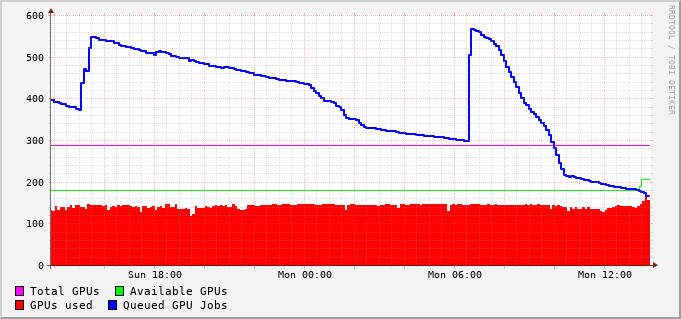 600
500
400
300
200
100
0
Sun 18:00 Mon 00:00 Mon 06:00 Mon 12:00
Total GPUs Available GPUs
GPUs used Queued GPU Jobs
RRDTOOL / TOBI OETIKER